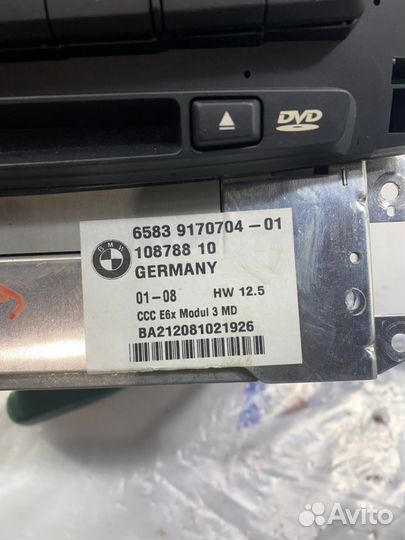 DVD
6583 9170704-01
108788 10
GERMANY
BMW
01-08 HW 12.5
CCC E6x Modul 3 MD
BA212081021926
Avito